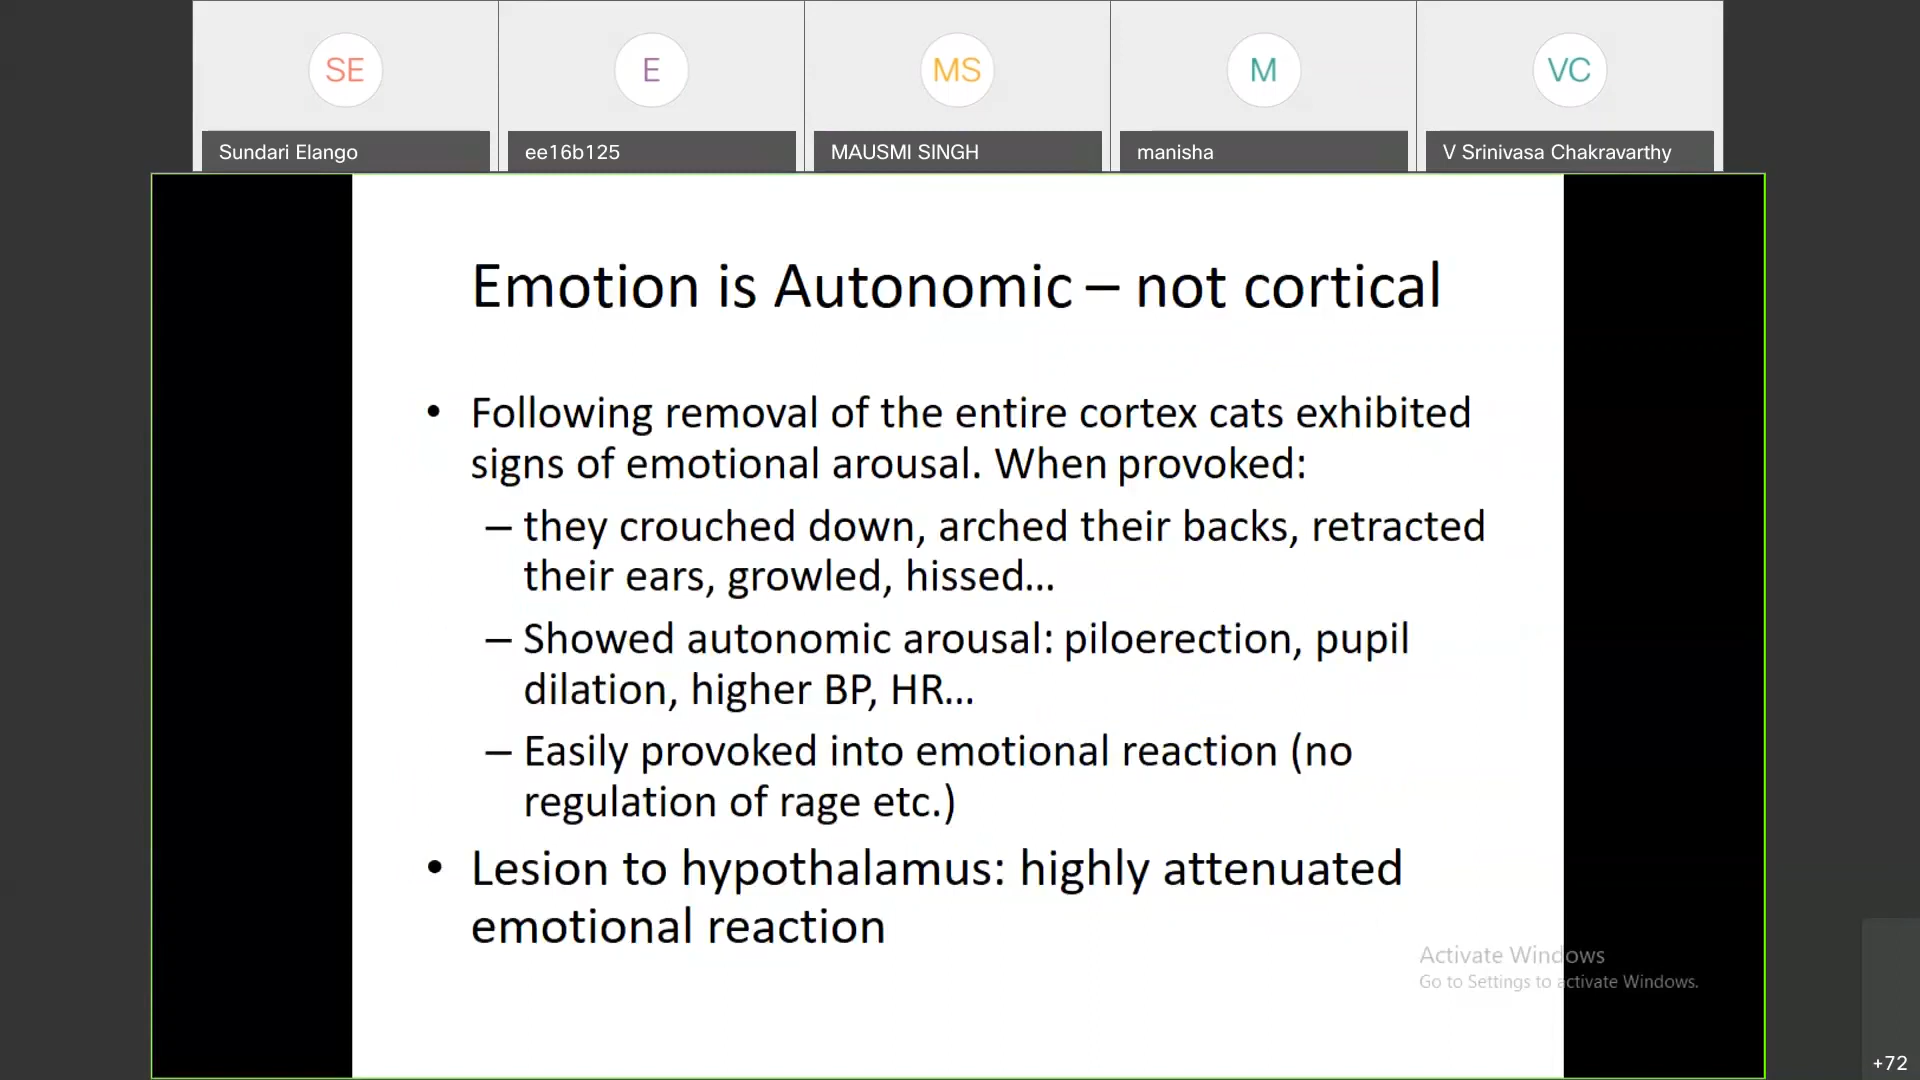 SE
E
MS
M
VC
Sundari Elango
ee16b125
MAUSMI SINGH
manisha
V Srinivasa Chakravarthy
Emotion is Autonomic – not cortical
• Following removal of the entire cortex cats exhibited
signs of emotional arousal. When provoked:
– they crouched down, arched their backs, retracted
their ears, growled, hissed…
– Showed autonomic arousal: piloerection, pupil
dilation, higher BP, HR…
– Easily provoked into emotional reaction (no
regulation of rage etc.)
• Lesion to hypothalamus: highly attenuated
emotional reaction
Activate Windows
Go to Settings to activate Windows.
+72